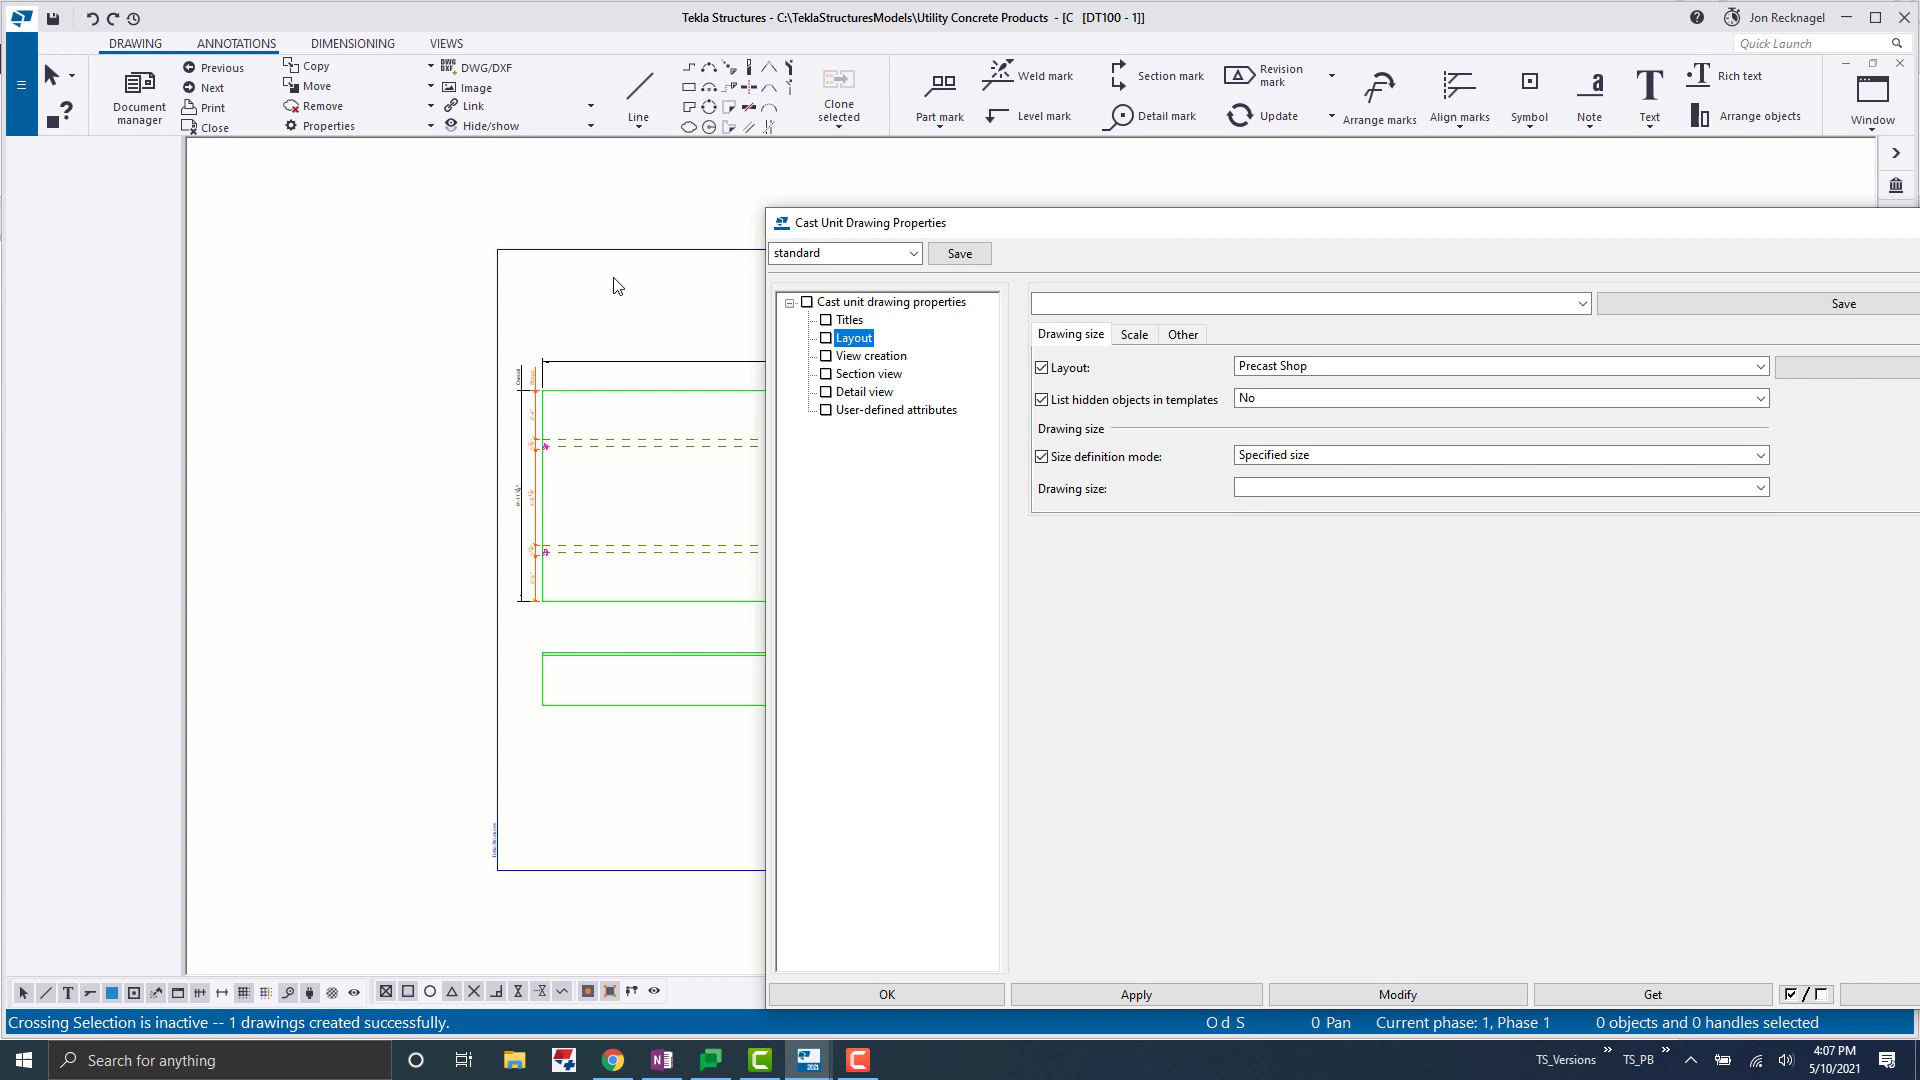 Tekla Structures - C:\TeklaStructuresModels\Utility Concrete Products - [C [DT100 - 1]]
Jon Recknagel
DRAWING ANNOTATIONS DIMENSIONING VIEWS
Quick Launch
Document manager
Previous
Next
Print
Close
Copy
Move
Remove
Properties
DWG/DXF
Image
Link
Hide/show
Line
Clone selected
Part mark
Weld mark
Level mark
Section mark
Detail mark
Revision mark
Update
Arrange marks
Align marks
Symbol
Note
Text
Rich text
Arrange objects
Window
Cast Unit Drawing Properties
standard
Save
Cast unit drawing properties
Titles
Layout
View creation
Section view
Detail view
User-defined attributes
Save
Drawing size Scale Other
Layout: Precast Shop
List hidden objects in templates No
Drawing size
Size definition mode: Specified size
Drawing size:
Overall
Shape
Tekla Structures
OK Apply Modify Get
Crossing Selection is inactive -- 1 drawings created successfully.
O d S 0 Pan Current phase: 1, Phase 1 0 objects and 0 handles selected
Search for anything
2021
TS_Versions » TS_PB »
4:07 PM
5/10/2021